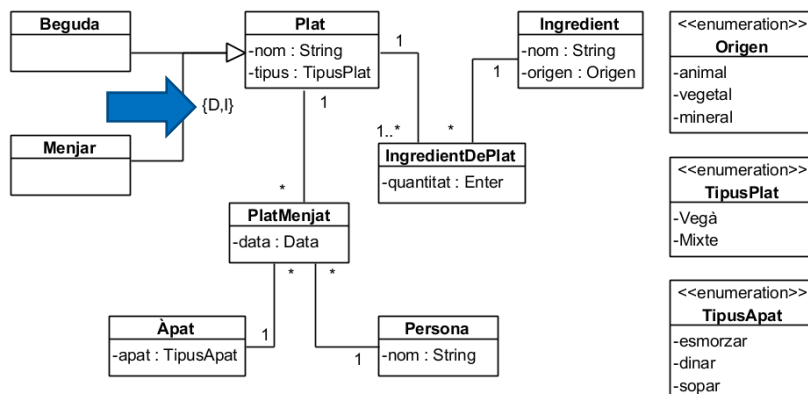 Beguda
Plat
-nom : String
-tipus : TipusPlat
Ingredient
-nom : String
-origen : Origen
<<enumeration>>
Origen
-animal
-vegetal
-mineral
1
1
1
{D,I}
Menjar
1..*
*
IngredientDePlat
-quantitat : Enter
<<enumeration>>
TipusPlat
-Vegà
-Mixte
*
PlatMenjat
-data : Data
*
*
<<enumeration>>
TipusApat
-esmorzar
-dinar
-sopar
Àpat
-apat : TipusApat
1
Persona
-nom : String
1